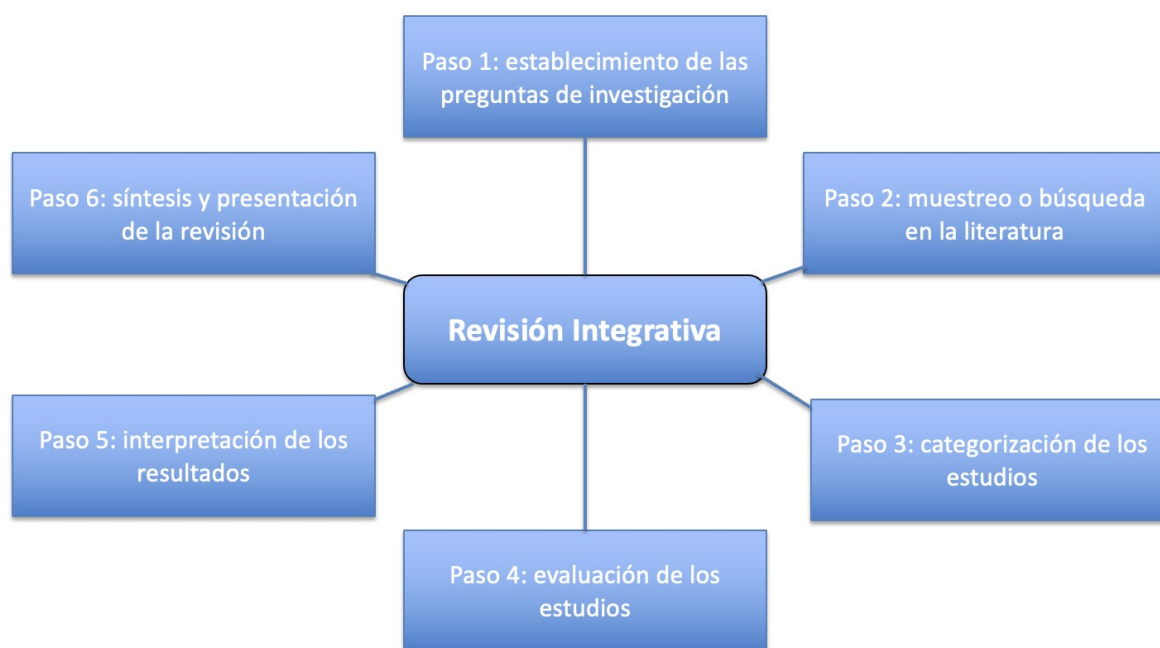 Paso 1: establecimiento de las
preguntas de investigación
Paso 6: síntesis y presentación
de la revisión
Paso 2: muestreo o búsqueda
en la literatura
Revisión Integrativa
Paso 5: interpretación de los
resultados
Paso 3: categorización de los
estudios
Paso 4: evaluación de los
estudios